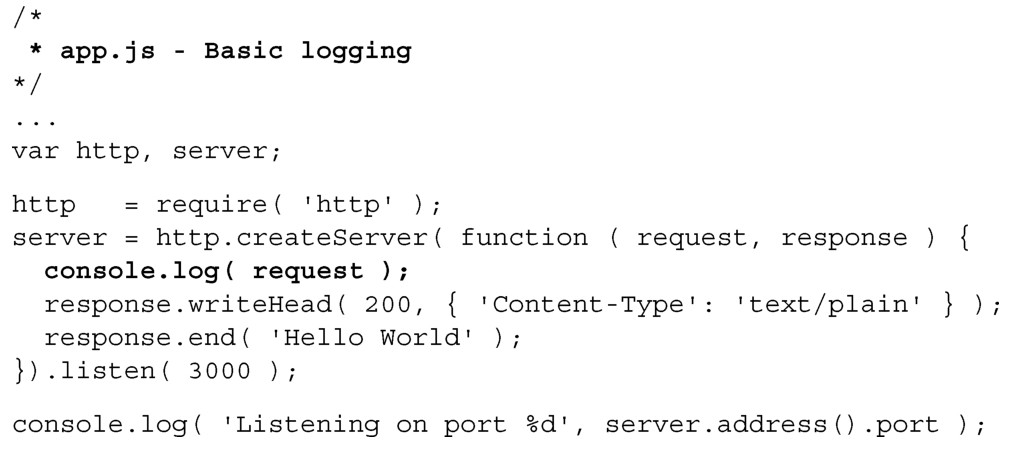 /*
 * app.js - Basic logging
*/
...
var http, server;
http   = require( 'http' );
server = http.createServer( function ( request, response ) {
  console.log( request );
  response.writeHead( 200, { 'Content-Type': 'text/plain' } );
  response.end( 'Hello World' );
}).listen( 3000 );
console.log( 'Listening on port %d', server.address().port );